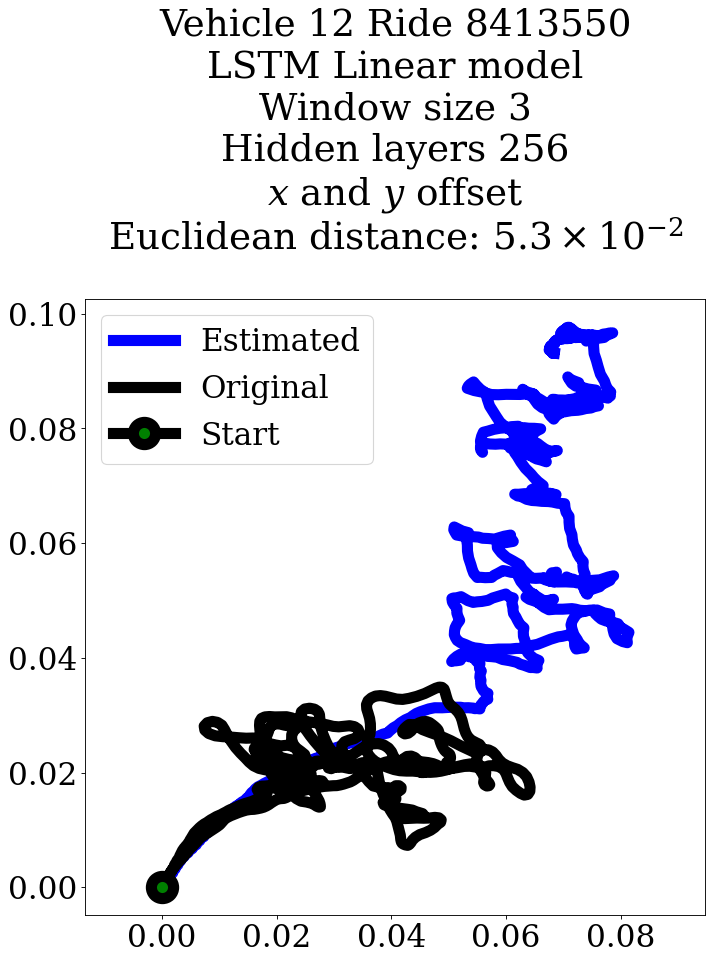 Vehicle 12 Ride 8413550
LSTM Linear model
Window size 3
Hidden layers 256
x and y offset
Euclidean distance: 5.3 × 10⁻²
Estimated
Original
Start
0.10
0.08
0.06
0.04
0.02
0.00
0.00 0.02 0.04 0.06 0.08